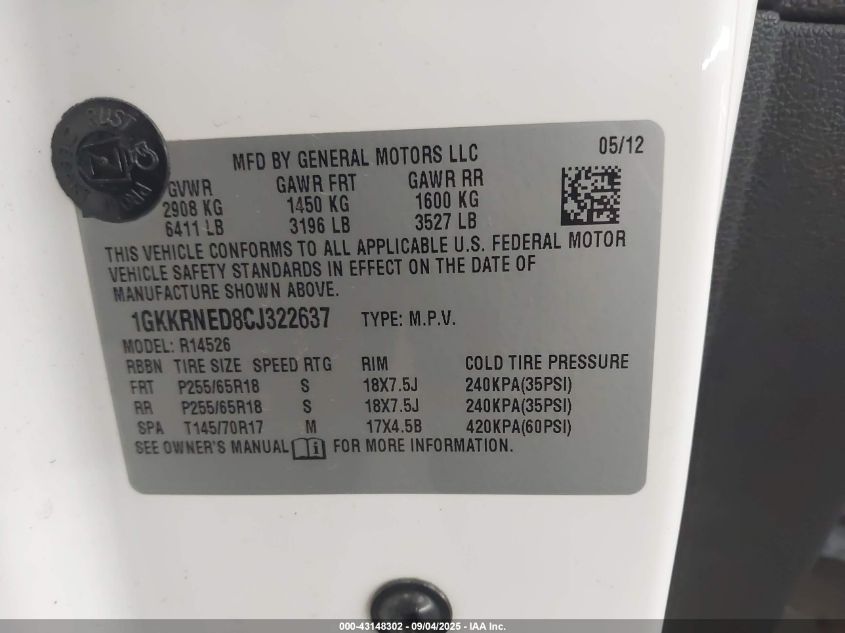 RUST
MFD BY GENERAL MOTORS LLC 05/12
GVWR GAWR FRT GAWR RR
2908 KG 1450 KG 1600 KG
6411 LB 3196 LB 3527 LB
THIS VEHICLE CONFORMS TO ALL APPLICABLE U.S. FEDERAL MOTOR
VEHICLE SAFETY STANDARDS IN EFFECT ON THE DATE OF
MANUFACTURE SHOWN ABOVE.
1GKKRNED8CJ322637 TYPE: M.P.V.
MODEL: R14526
RBBN TIRE SIZE SPEED RTG RIM COLD TIRE PRESSURE
FRT P255/65R18 S 18X7.5J 240KPA(35PSI)
RR P255/65R18 S 18X7.5J 240KPA(35PSI)
SPA T145/70R17 M 17X4.5B 420KPA(60PSI)
SEE OWNER'S MANUAL i FOR MORE INFORMATION.
000-43148302 - 09/04/2025 - IAA Inc.